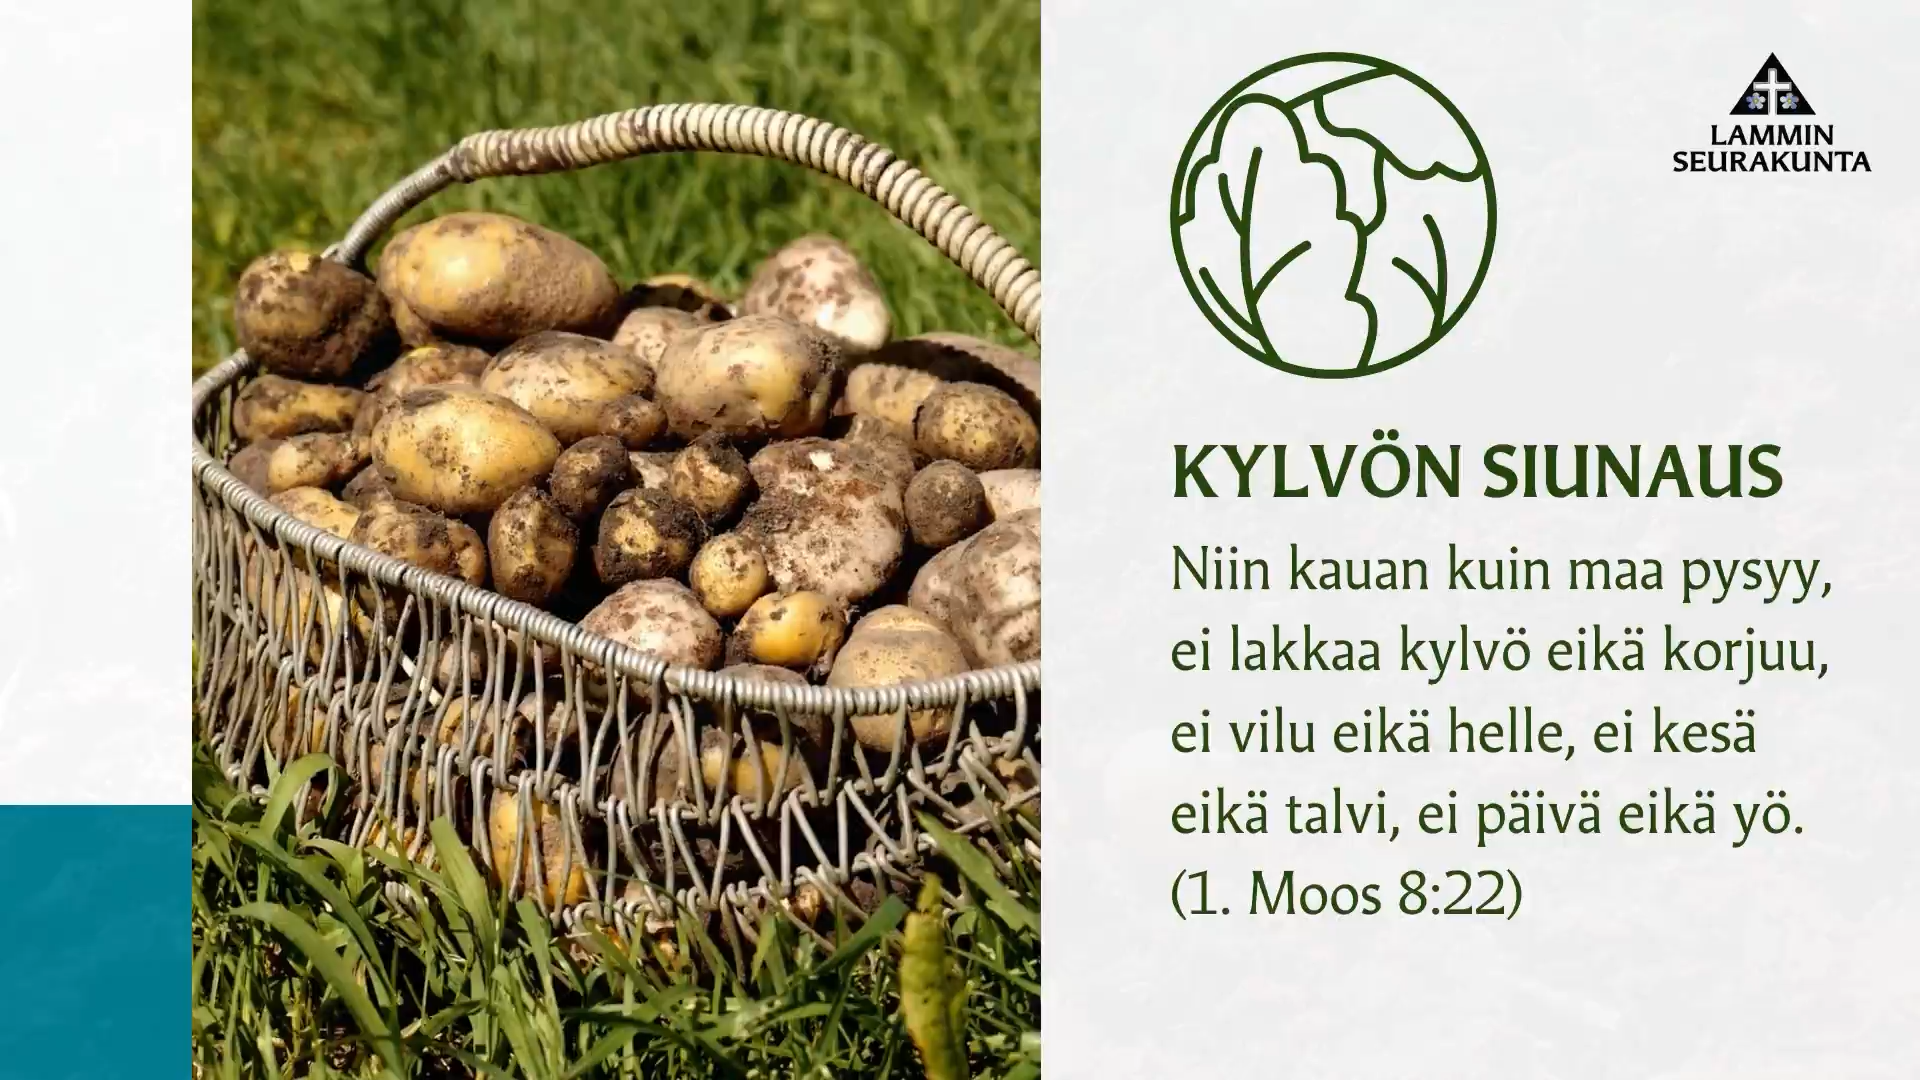 LAMMIN
SEURAKUNTA
KYLVÖN SIUNAUS
Niin kauan kuin maa pysyy,
ei lakkaa kylvö eikä korjuu,
ei vilu eikä helle, ei kesä
eikä talvi, ei päivä eikä yö.
(1. Moos 8:22)